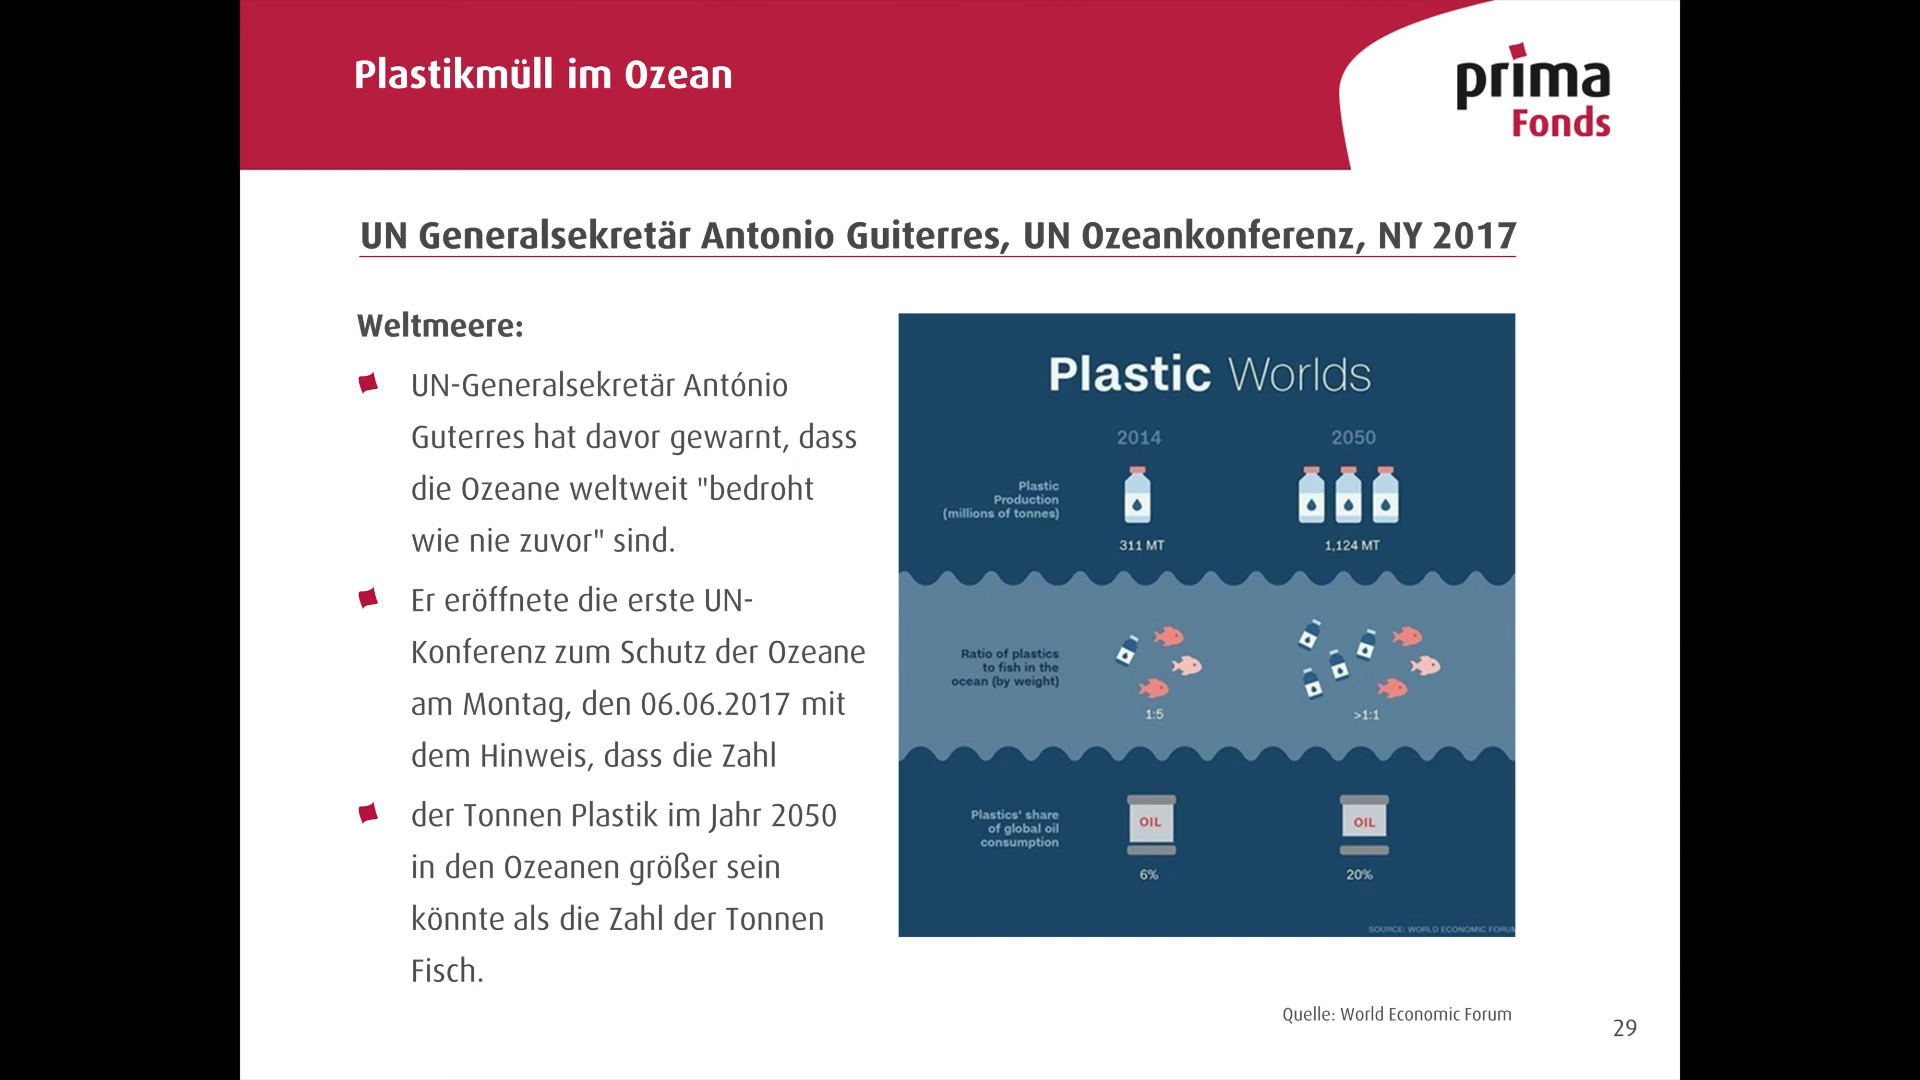 Plastikmüll im Ozean
prima
Fonds
UN Generalsekretär Antonio Guiterres, UN Ozeankonferenz, NY 2017
Weltmeere:
UN-Generalsekretär António
Guterres hat davor gewarnt, dass
die Ozeane weltweit "bedroht
wie nie zuvor" sind.
Er eröffnete die erste UN-
Konferenz zum Schutz der Ozeane
am Montag, den 06.06.2017 mit
dem Hinweis, dass die Zahl
der Tonnen Plastik im Jahr 2050
in den Ozeanen größer sein
könnte als die Zahl der Tonnen
Fisch.
Plastic Worlds
2014 2050
Plastic
Production
(millions of tonnes)
311 MT 1,124 MT
Ratio of plastics
to fish in the
ocean (by weight)
1:5 >1:1
Plastics' share
of global oil
consumption
OIL OIL
6% 20%
SOURCE: WORLD ECONOMIC FORUM
Quelle: World Economic Forum
29